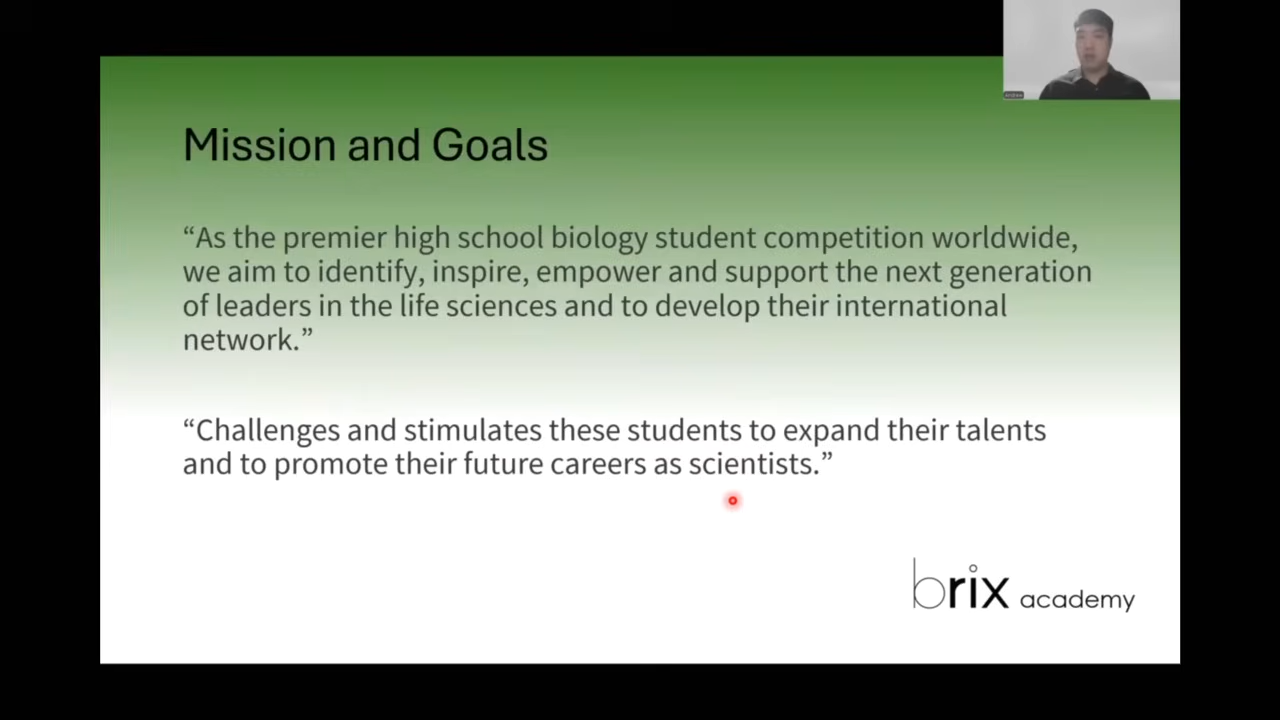 Andrew
Mission and Goals
“As the premier high school biology student competition worldwide,
we aim to identify, inspire, empower and support the next generation
of leaders in the life sciences and to develop their international
network.”
“Challenges and stimulates these students to expand their talents
and to promote their future careers as scientists.”
brix academy